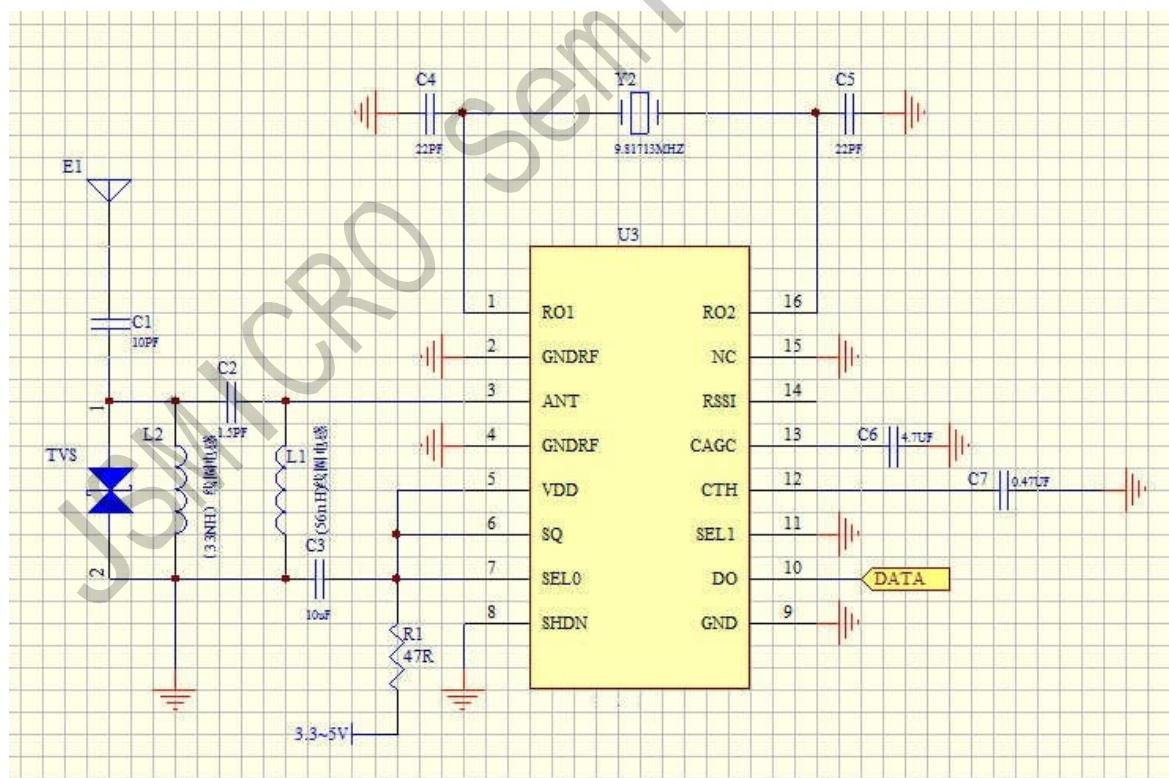 JSMICRO Semi
C4
22PF
Y2
9.81713MHZ
C5
22PF
E1
C1
10PF
C2
1.5PF
TVS
1
2
L2
(33NH) 线圈电感
L1
(56nH)线圈电感
C3
10uF
R1
47R
3.3~5V
U3
1 RO1
2 GNDRF
3 ANT
4 GNDRF
5 VDD
6 SQ
7 SEL0
8 SHDN
RO2 16
NC 15
RSSI 14
CAGC 13
CTH 12
SEL1 11
DO 10
GND 9
C6 4.7UF
C7 0.47UF
DATA